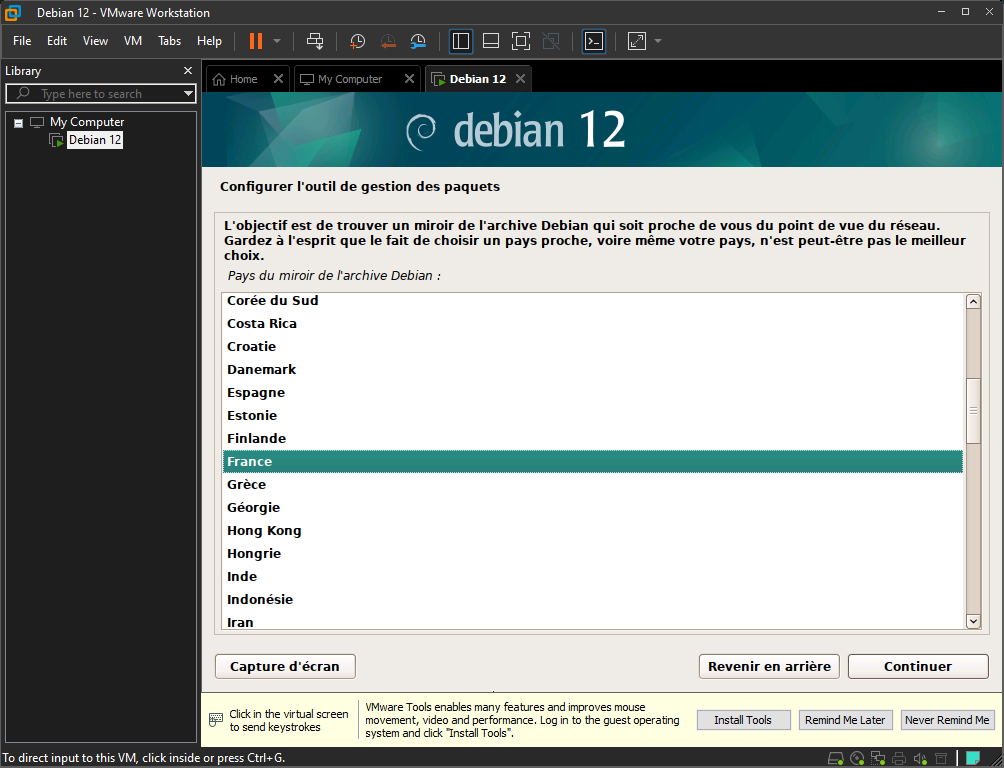 Debian 12 - VMware Workstation
File Edit View VM Tabs Help
Library
Type here to search
My Computer
Debian 12
Home
My Computer
Debian 12
debian 12
Configurer l'outil de gestion des paquets
L'objectif est de trouver un miroir de l'archive Debian qui soit proche de vous du point de vue du réseau.
Gardez à l'esprit que le fait de choisir un pays proche, voire même votre pays, n'est peut-être pas le meilleur
choix.
Pays du miroir de l'archive Debian :
Corée du Sud
Costa Rica
Croatie
Danemark
Espagne
Estonie
Finlande
France
Grèce
Géorgie
Hong Kong
Hongrie
Inde
Indonésie
Iran
Capture d'écran
Revenir en arrière
Continuer
Click in the virtual screen
to send keystrokes
VMware Tools enables many features and improves mouse
movement, video and performance. Log in to the guest operating
system and click "Install Tools".
Install Tools
Remind Me Later
Never Remind Me
To direct input to this VM, click inside or press Ctrl+G.